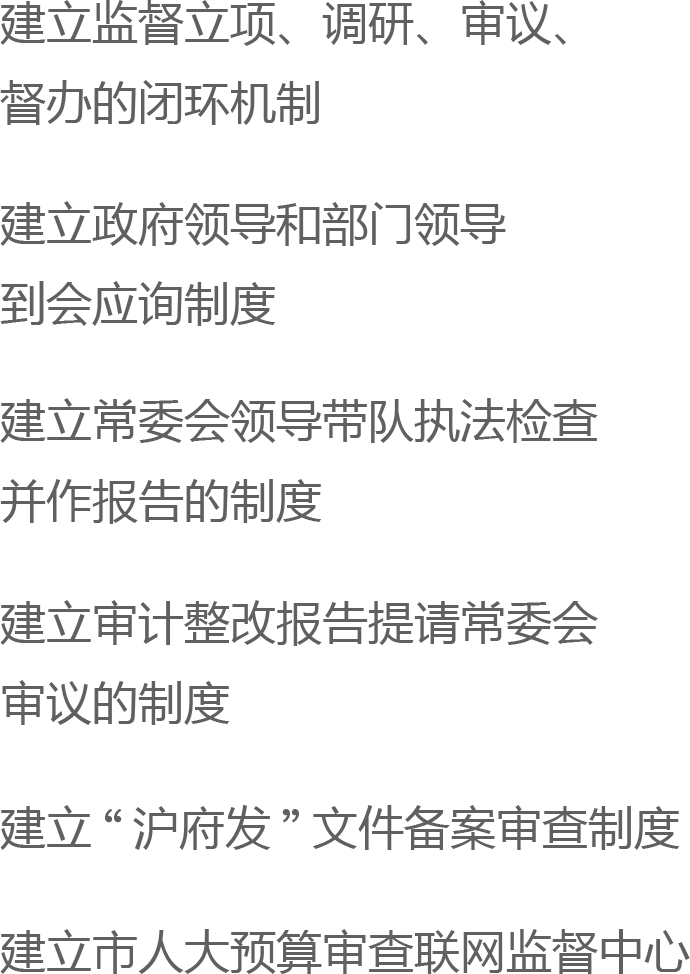 建立监督立项、调研、审议、
督办的闭环机制
建立政府领导和部门领导
到会应询制度
建立常委会领导带队执法检查
并作报告的制度
建立审计整改报告提请常委会
审议的制度
建立“沪府发”文件备案审查制度
建立市人大预算审查联网监督中心